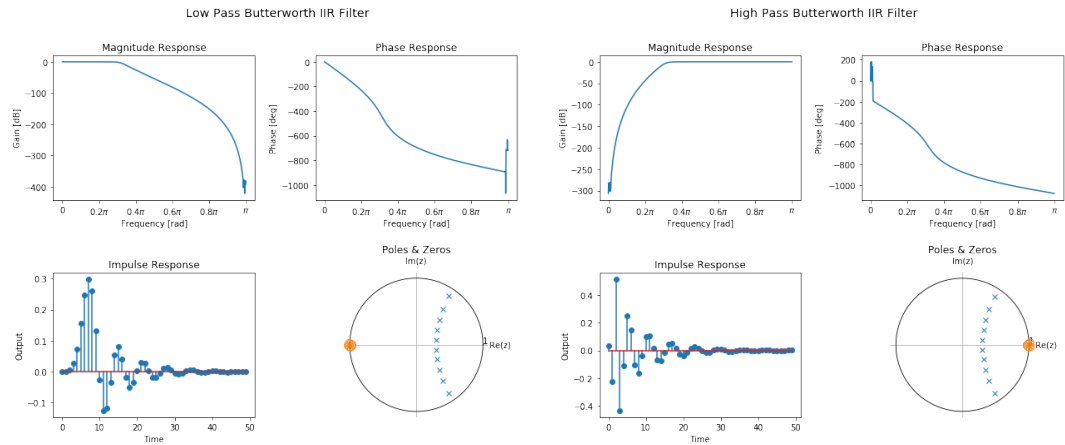 Low Pass Butterworth IIR Filter
Magnitude Response
Gain [dB]
0
−100
−200
−300
−400
0
0.2π
0.4π
0.6π
0.8π
π
Frequency [rad]
Phase Response
Phase [deg]
0
−200
−400
−600
−800
−1000
0
0.2π
0.4π
0.6π
0.8π
π
Frequency [rad]
Impulse Response
Output
0.3
0.2
0.1
0.0
−0.1
0
10
20
30
40
50
Time
Poles & Zeros
Im(z)
1
Re(z)
High Pass Butterworth IIR Filter
Magnitude Response
Gain [dB]
0
−50
−100
−150
−200
−250
−300
0
0.2π
0.4π
0.6π
0.8π
π
Frequency [rad]
Phase Response
Phase [deg]
200
0
−200
−400
−600
−800
−1000
0
0.2π
0.4π
0.6π
0.8π
π
Frequency [rad]
Impulse Response
Output
0.4
0.2
0.0
−0.2
−0.4
0
10
20
30
40
50
Time
Poles & Zeros
Im(z)
1
Re(z)